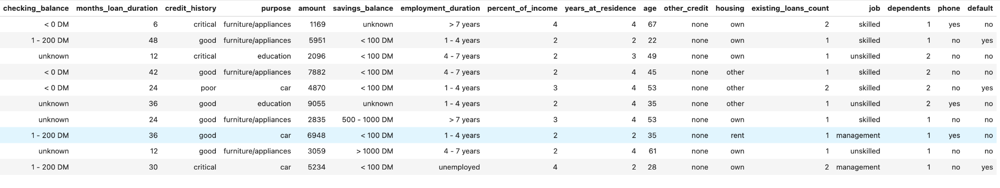 checking_balance months_loan_duration credit_history purpose amount savings_balance employment_duration percent_of_income years_at_residence age other_credit housing existing_loans_count job dependents phone default
< 0 DM 6 critical furniture/appliances 1169 unknown > 7 years 4 4 67 none own 2 skilled 1 yes no
1 - 200 DM 48 good furniture/appliances 5951 < 100 DM 1 - 4 years 2 2 22 none own 1 skilled 1 no yes
unknown 12 critical education 2096 < 100 DM 4 - 7 years 2 3 49 none own 1 unskilled 2 no no
< 0 DM 42 good furniture/appliances 7882 < 100 DM 4 - 7 years 2 4 45 none other 1 skilled 2 no no
< 0 DM 24 poor car 4870 < 100 DM 1 - 4 years 3 4 53 none other 2 skilled 2 no yes
unknown 36 good education 9055 unknown 1 - 4 years 2 4 35 none other 1 unskilled 2 yes no
unknown 24 good furniture/appliances 2835 500 - 1000 DM > 7 years 3 4 53 none own 1 skilled 1 no no
1 - 200 DM 36 good car 6948 < 100 DM 1 - 4 years 2 2 35 none rent 1 management 1 yes no
unknown 12 good furniture/appliances 3059 > 1000 DM 4 - 7 years 2 4 61 none own 1 unskilled 1 no no
1 - 200 DM 30 critical car 5234 < 100 DM unemployed 4 2 28 none own 2 management 1 no yes